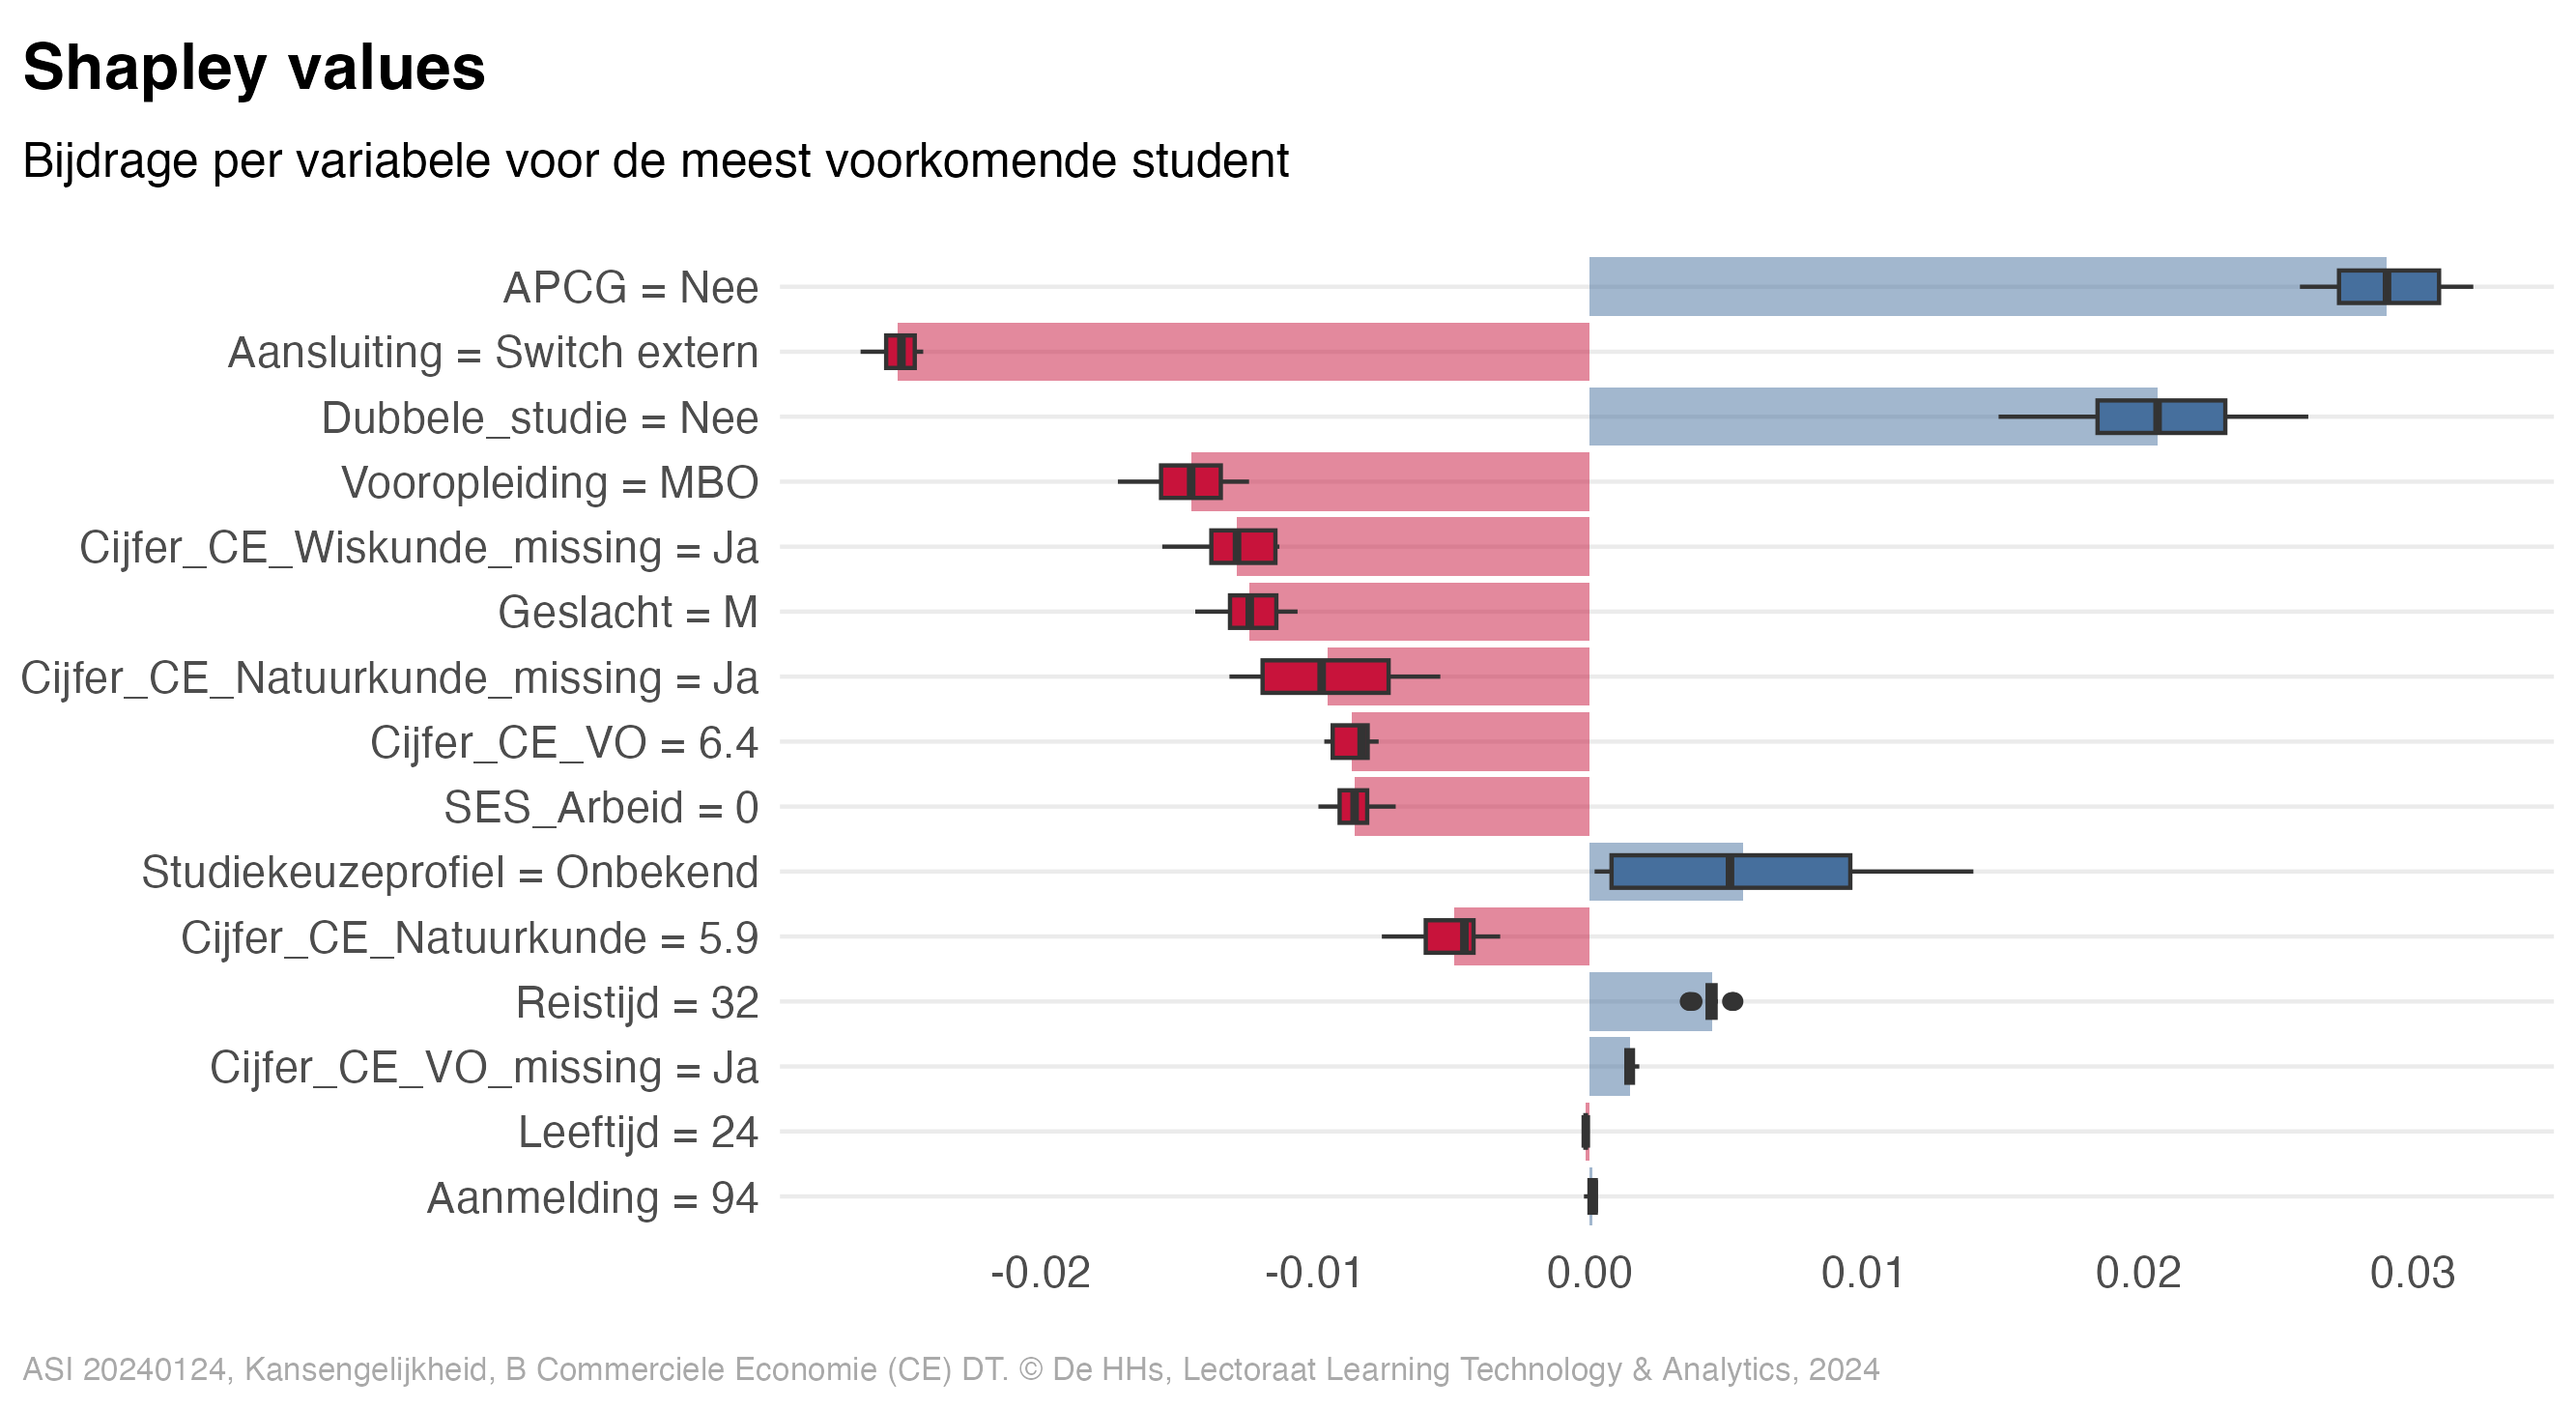 Shapley values
Bijdrage per variabele voor de meest voorkomende student
APCG = Nee
Aansluiting = Switch extern
Dubbele_studie = Nee
Vooropleiding = MBO
Cijfer_CE_Wiskunde_missing = Ja
Geslacht = M
Cijfer_CE_Natuurkunde_missing = Ja
Cijfer_CE_VO = 6.4
SES_Arbeid = 0
Studiekeuzeprofiel = Onbekend
Cijfer_CE_Natuurkunde = 5.9
Reistijd = 32
Cijfer_CE_VO_missing = Ja
Leeftijd = 24
Aanmelding = 94
-0.02 -0.01 0.00 0.01 0.02 0.03
ASI 20240124, Kansengelijkheid, B Commerciele Economie (CE) DT. © De HHs, Lectoraat Learning Technology & Analytics, 2024